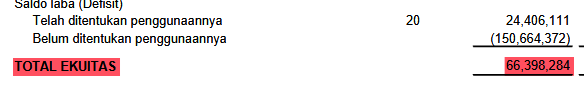 Saldo laba (Defisit)
Telah ditentukan penggunaannya 20 24,406,111
Belum ditentukan penggunaannya (150,664,372)
TOTAL EKUITAS 66,398,284